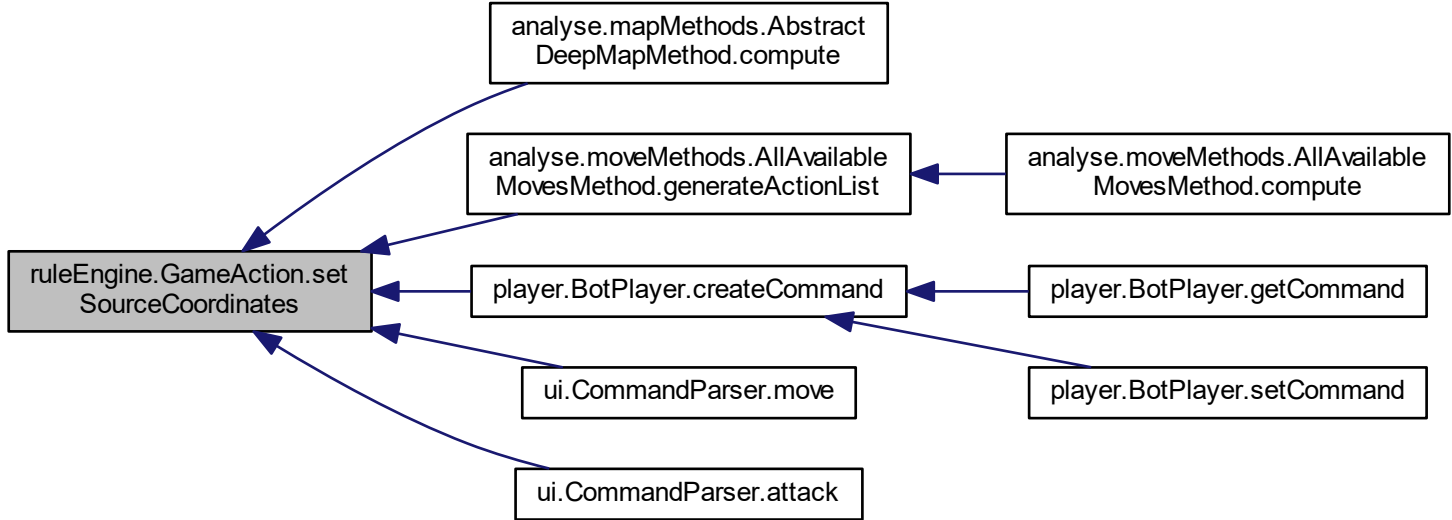 analyse.mapMethods.Abstract
DeepMapMethod.compute
analyse.moveMethods.AllAvailable
MovesMethod.generateActionList
analyse.moveMethods.AllAvailable
MovesMethod.compute
ruleEngine.GameAction.set
SourceCoordinates
player.BotPlayer.createCommand
player.BotPlayer.getCommand
ui.CommandParser.move
player.BotPlayer.setCommand
ui.CommandParser.attack